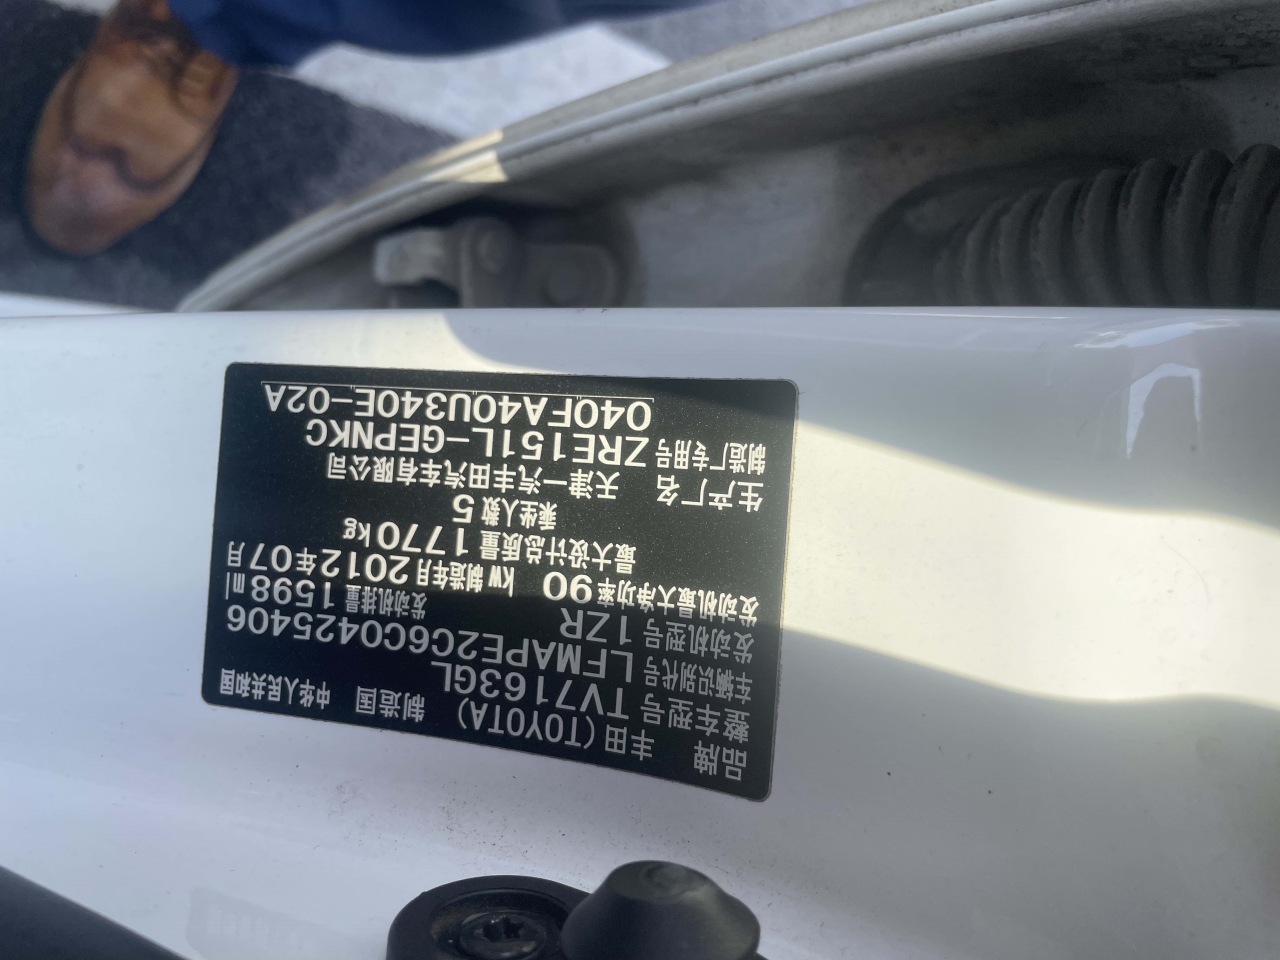 品牌 丰田(TOYOTA) 制造国 中华人民共和国
整车型号 TV7163GL
车辆识别代号 LFMAPE2C6C0425406
发动机型号 1ZR 发动机排量 1598 ml
发动机最大净功率 90 kW 制造年月 2012年07月
最大设计总质量 1770 kg
乘坐人数 5
生产厂名 天津一汽丰田汽车有限公司
制造厂专用号 ZRE151L-GEPNKC
040FA40U340E-02A